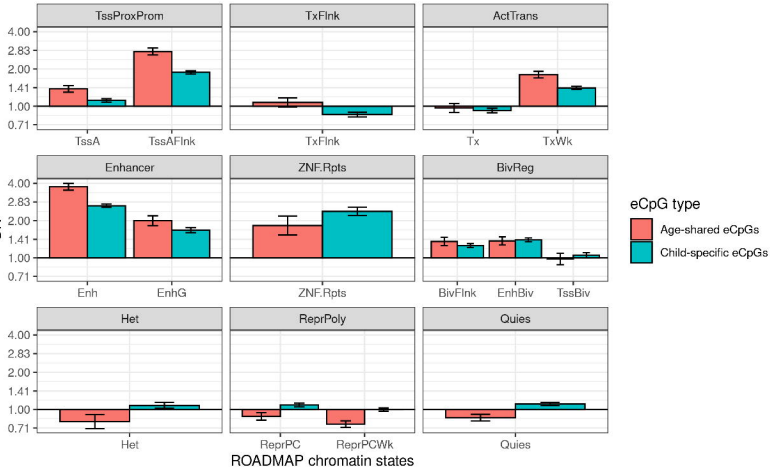 TssProxProm TxFlnk ActTrans
4.00
2.83
2.00
1.41
1.00
0.71
TssA TssAFlnk TxFlnk Tx TxWk
Enhancer ZNF.Rpts BivReg
4.00
2.83
2.00
1.41
1.00
0.71
Enh EnhG ZNF.Rpts BivFlnk EnhBiv TssBiv
eCpG type
Age-shared eCpGs
Child-specific eCpGs
Het ReprPoly Quies
4.00
2.83
2.00
1.41
1.00
0.71
Het ReprPC ReprPCWk Quies
ROADMAP chromatin states